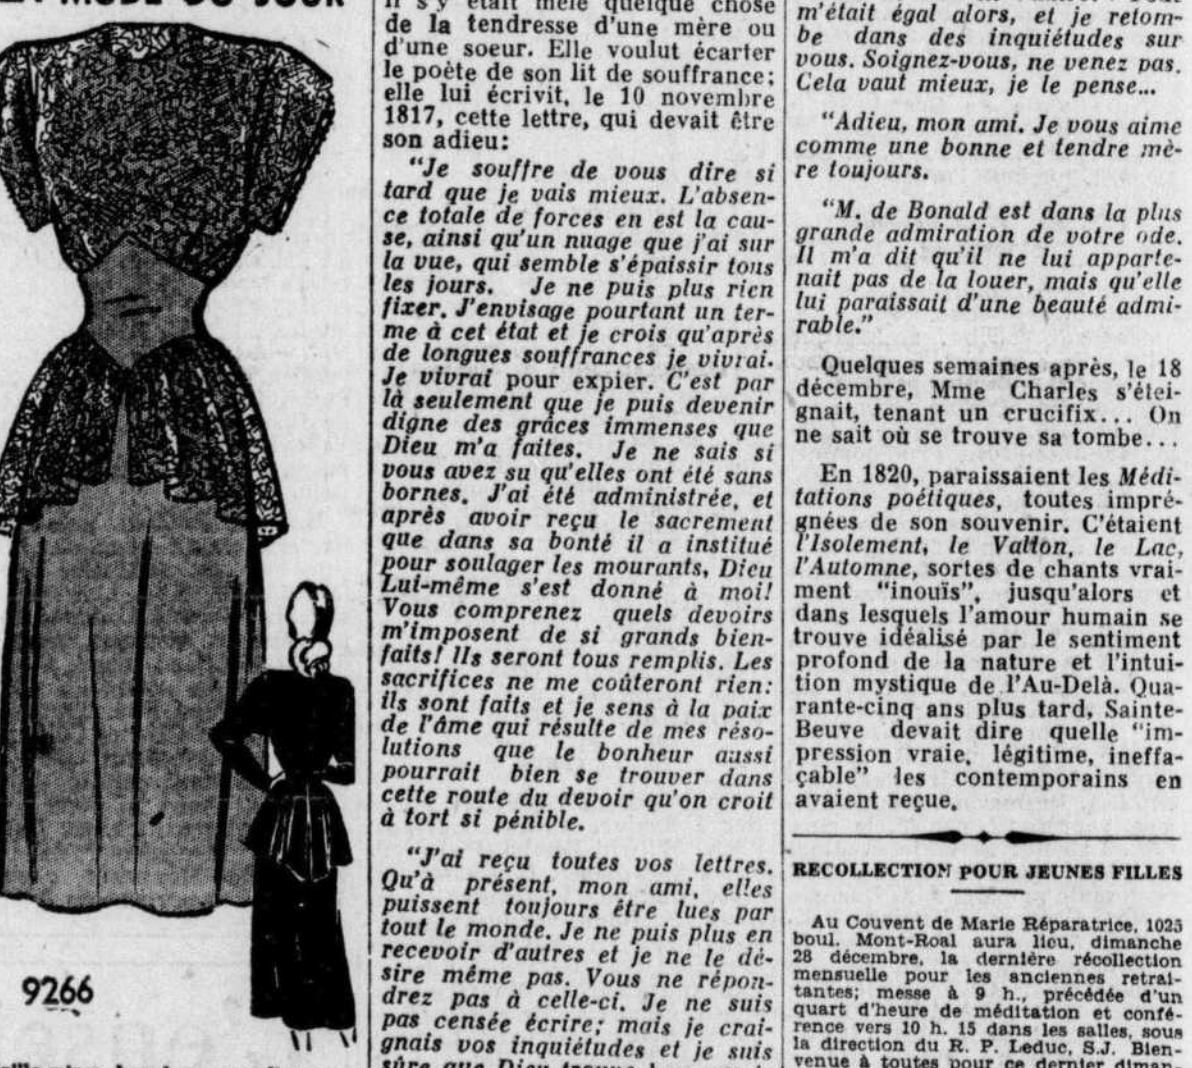 MODE DU JOUR
9266
Il s'y était mêlé quelque chose
de la tendresse d'une mère ou
d'une soeur. Elle voulut écarter
le poète de son lit de souffrance;
elle lui écrivit, le 10 novembre
1817, cette lettre, qui devait être
son adieu:
"Je souffre de vous dire si
tard que je vais mieux. L'absen-
ce totale de forces en est la cau-
se, ainsi qu'un nuage que j'ai sur
la vue, qui semble s'épaissir tous
les jours. Je ne puis plus rien
fixer. J'envisage pourtant un ter-
me à cet état et je crois qu'après
de longues souffrances je vivrai.
Je vivrai pour expier. C'est par
là seulement que je puis devenir
digne des grâces immenses que
Dieu m'a faites. Je ne sais si
vous avez su qu'elles ont été sans
bornes. J'ai été administrée, et
après avoir reçu le sacrement
que dans sa bonté il a institué
pour soulager les mourants, Dieu
Lui-même s'est donné à moi!
Vous comprenez quels devoirs
m'imposent de si grands bien-
faits! Ils seront tous remplis. Les
sacrifices ne me coûteront rien:
ils sont faits et je sens à la paix
de l'âme qui résulte de mes réso-
lutions que le bonheur aussi
pourrait bien se trouver dans
cette route du devoir qu'on croit
à tort si pénible.
"J'ai reçu toutes vos lettres.
Qu'à présent, mon ami, elles
puissent toujours être lues par
tout le monde. Je ne puis plus en
recevoir d'autres et je ne le dé-
sire même pas. Vous ne répon-
drez pas à celle-ci. Je ne suis
pas censée écrire; mais je crai-
gnais vos inquiétudes et je suis
sûre que Dieu
m'était égal alors, et je retom-
be dans des inquiétudes sur
vous. Soignez-vous, ne venez pas.
Cela vaut mieux, je le pense...
"Adieu, mon ami. Je vous aime
comme une bonne et tendre mè-
re toujours.
"M. de Bonald est dans la plus
grande admiration de votre ode.
Il m'a dit qu'il ne lui apparte-
nait pas de la louer, mais qu'elle
lui paraissait d'une beauté admi-
rable."
Quelques semaines après, le 18
décembre, Mme Charles s'étei-
gnait, tenant un crucifix... On
ne sait où se trouve sa tombe...
En 1820, paraissaient les Médi-
tations poétiques, toutes impré-
gnées de son souvenir. C'étaient
l'Isolement, le Vallon, le Lac,
l'Automne, sortes de chants vrai-
ment "inouïs", jusqu'alors et
dans lesquels l'amour humain se
trouve idéalisé par le sentiment
profond de la nature et l'intui-
tion mystique de l'Au-Delà. Qua-
rante-cinq ans plus tard, Sainte-
Beuve devait dire quelle "im-
pression vraie, légitime, ineffa-
çable" les contemporains en
avaient reçue.
RECOLLECTION POUR JEUNES FILLES
Au Couvent de Marie Réparatrice, 1025
boul. Mont-Roal aura lieu, dimanche
28 décembre, la dernière récollection
mensuelle pour les anciennes retrai-
tantes; messe à 9 h., précédée d'un
quart d'heure de méditation et confé-
rence vers 10 h. 15 dans les salles, sous
la direction du R. P. Leduc, S.J. Bien-
venue à toutes pour ce dernier diman-